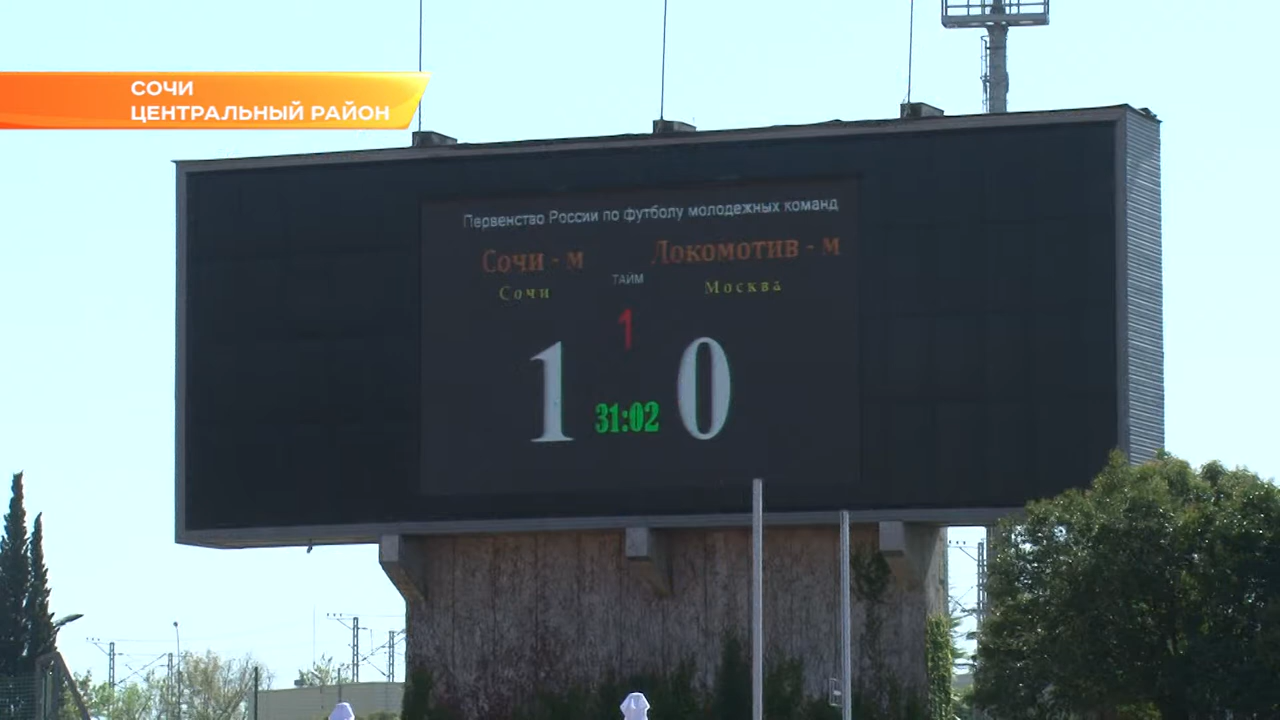 СОЧИ
ЦЕНТРАЛЬНЫЙ РАЙОН
Первенство России по футболу молодежных команд
Сочи - м Локомотив - м
ТАЙМ
Сочи Москва
1
1 31:02 0